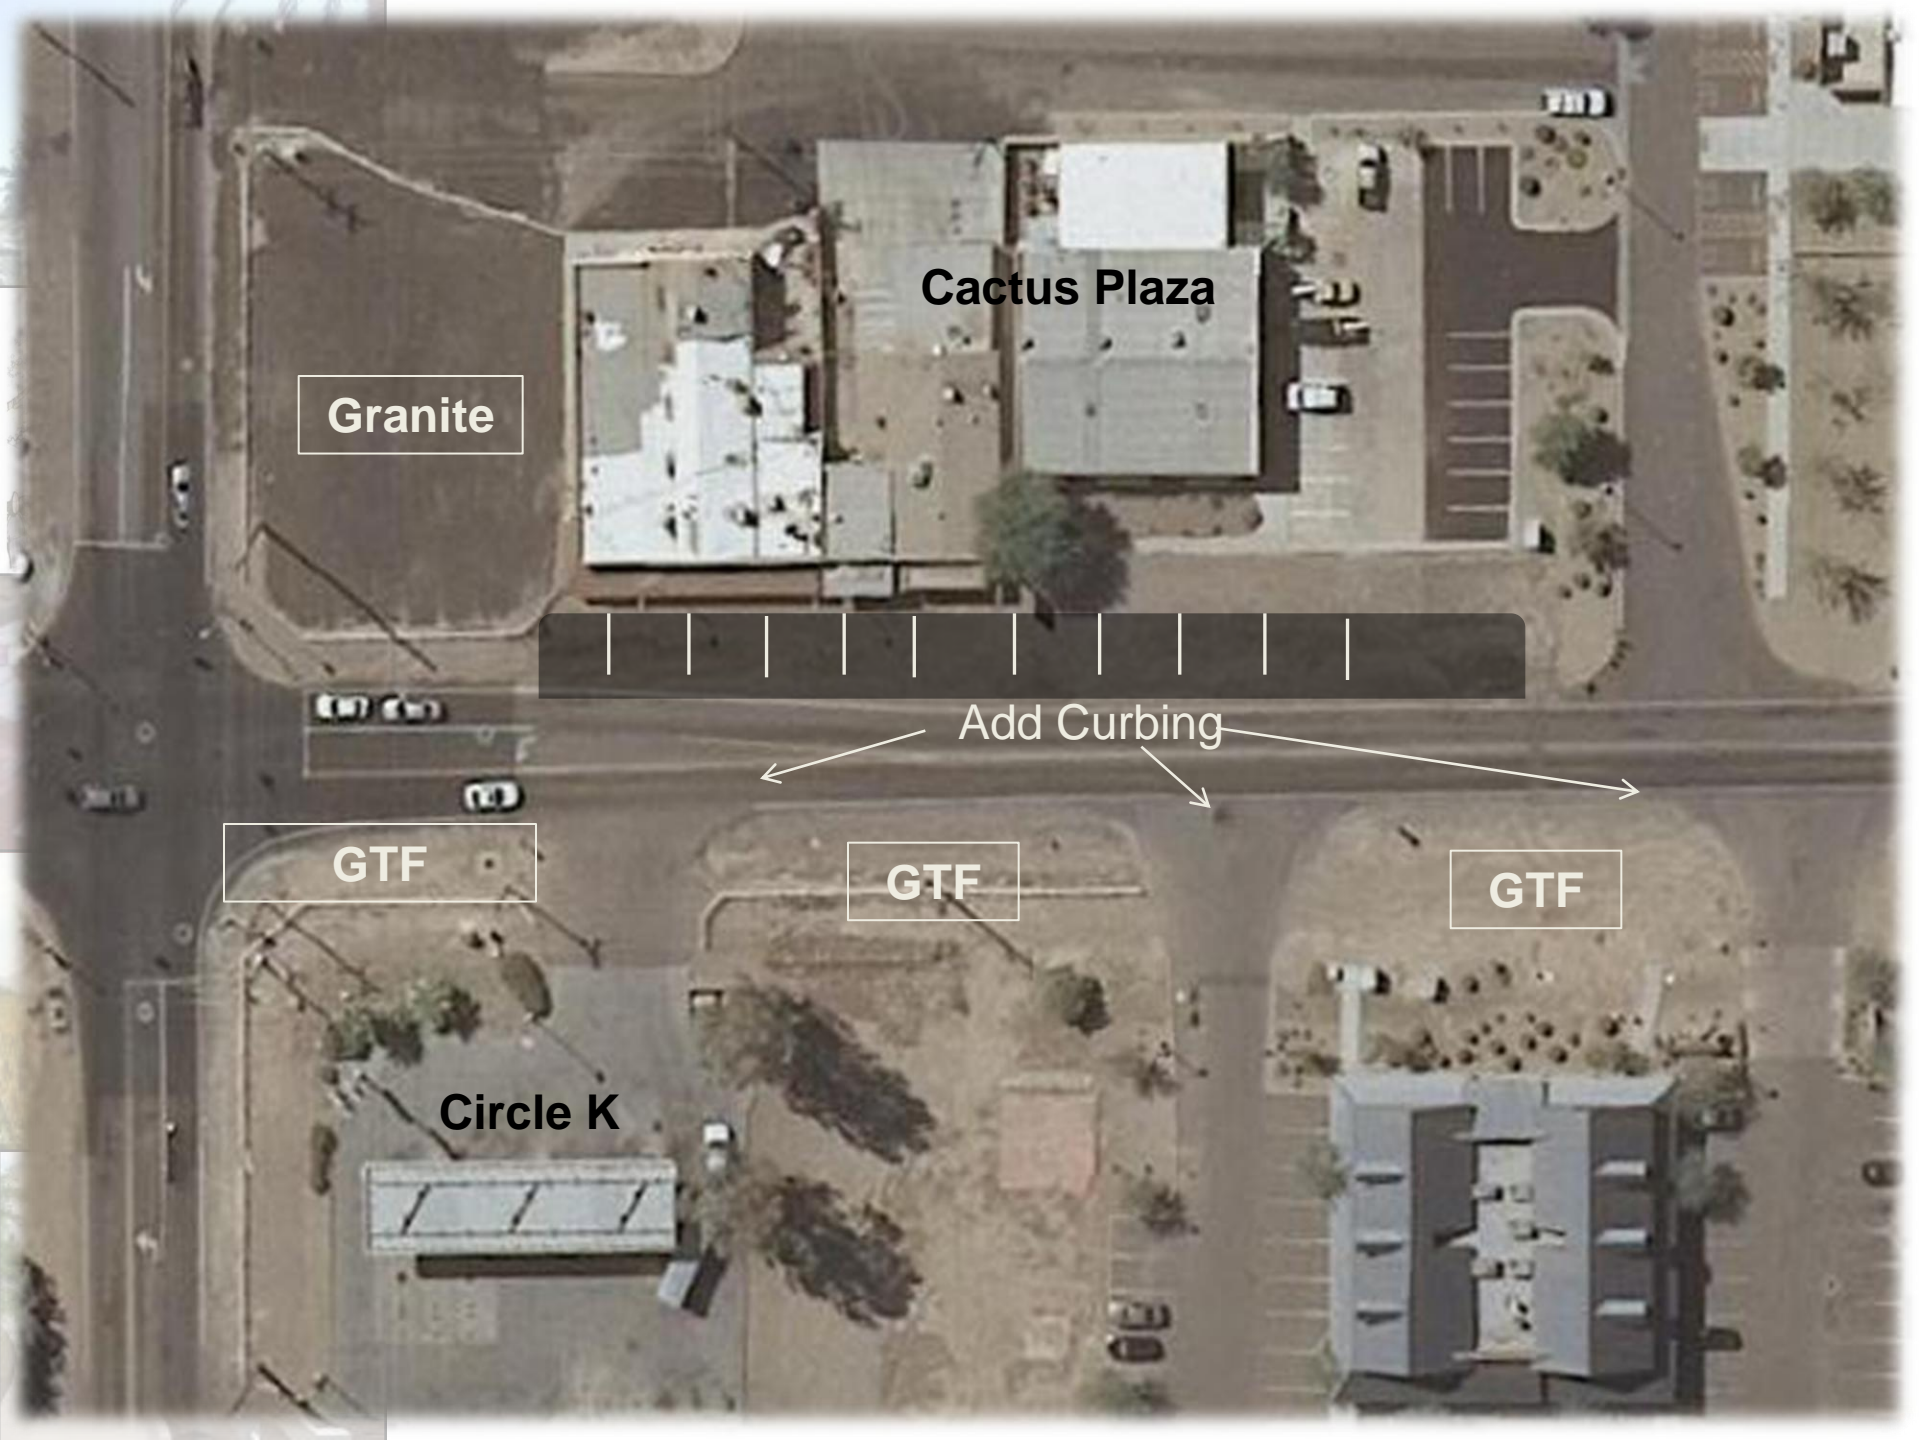 Cactus Plaza
Granite
Add Curbing
GTF
GTF
GTF
Circle K